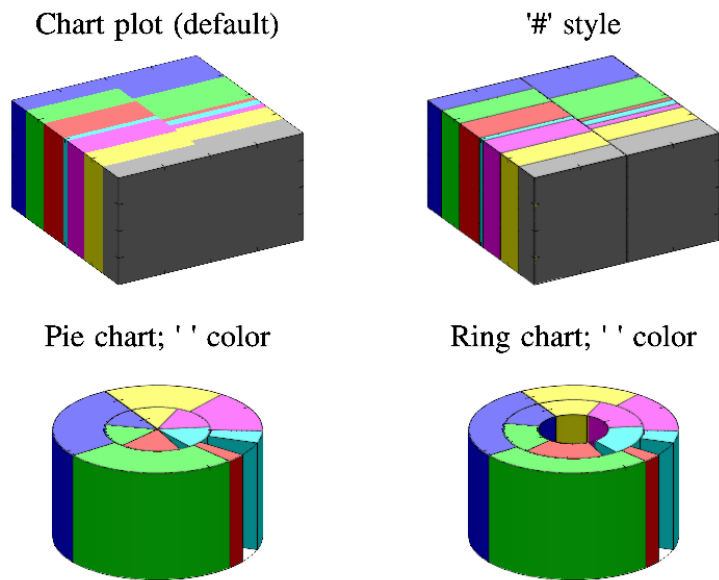 Chart plot (default)
'#' style
Pie chart; ' ' color
Ring chart; ' ' color